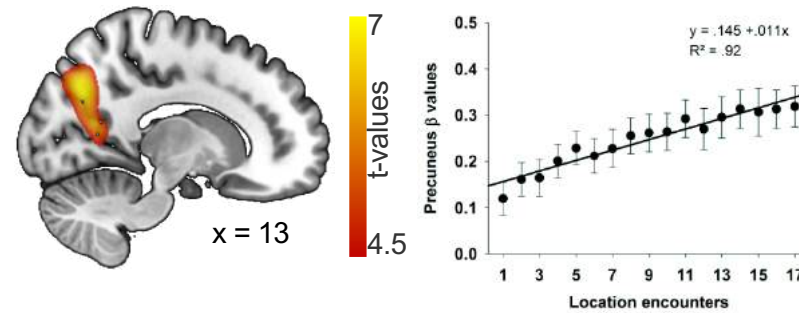 7
t-values
4.5
x = 13
y = .145 +.011x
R² = .92
Precuneus β values
0.5
0.4
0.3
0.2
0.1
0.0
1 3 5 7 9 11 13 15 17
Location encounters